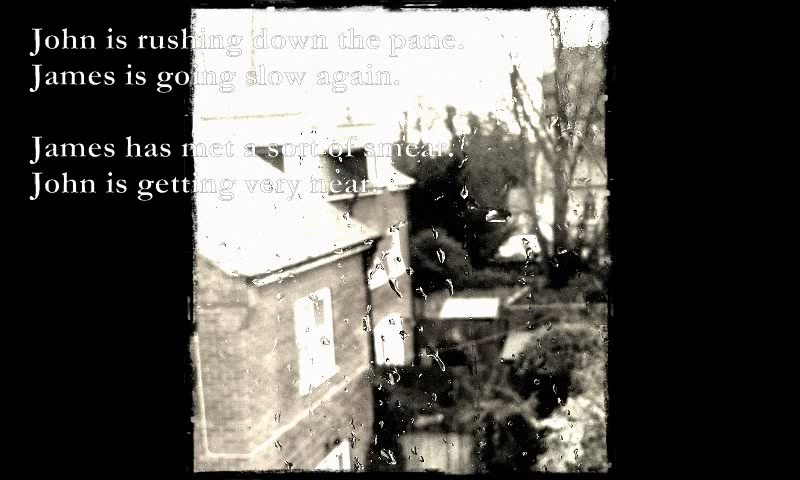 John is rushing down the pane.
James is going slow again.
James has met a sort of smear.
John is getting very near.